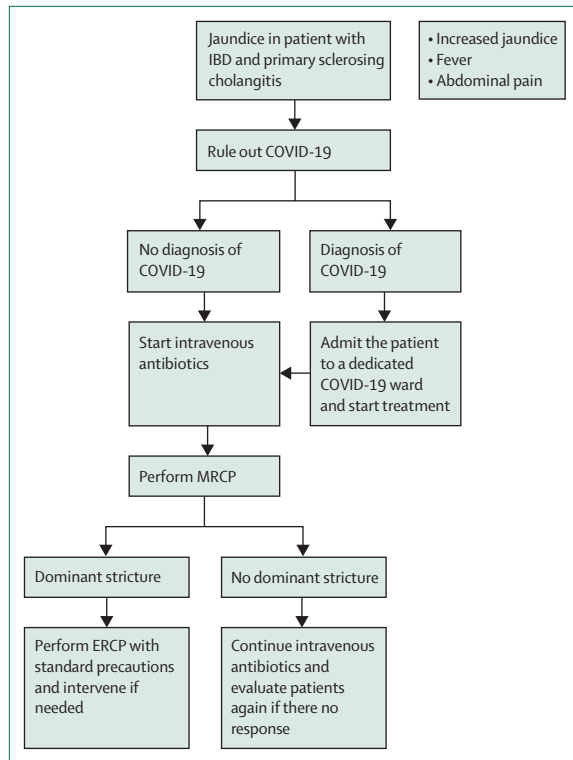 Jaundice in patient with
IBD and primary sclerosing
cholangitis
• Increased jaundice
• Fever
• Abdominal pain
Rule out COVID-19
No diagnosis of
COVID-19
Diagnosis of
COVID-19
Start intravenous
antibiotics
Admit the patient
to a dedicated
COVID-19 ward
and start treatment
Perform MRCP
Dominant stricture
No dominant stricture
Perform ERCP with
standard precautions
and intervene if
needed
Continue intravenous
antibiotics and
evaluate patients
again if there no
response